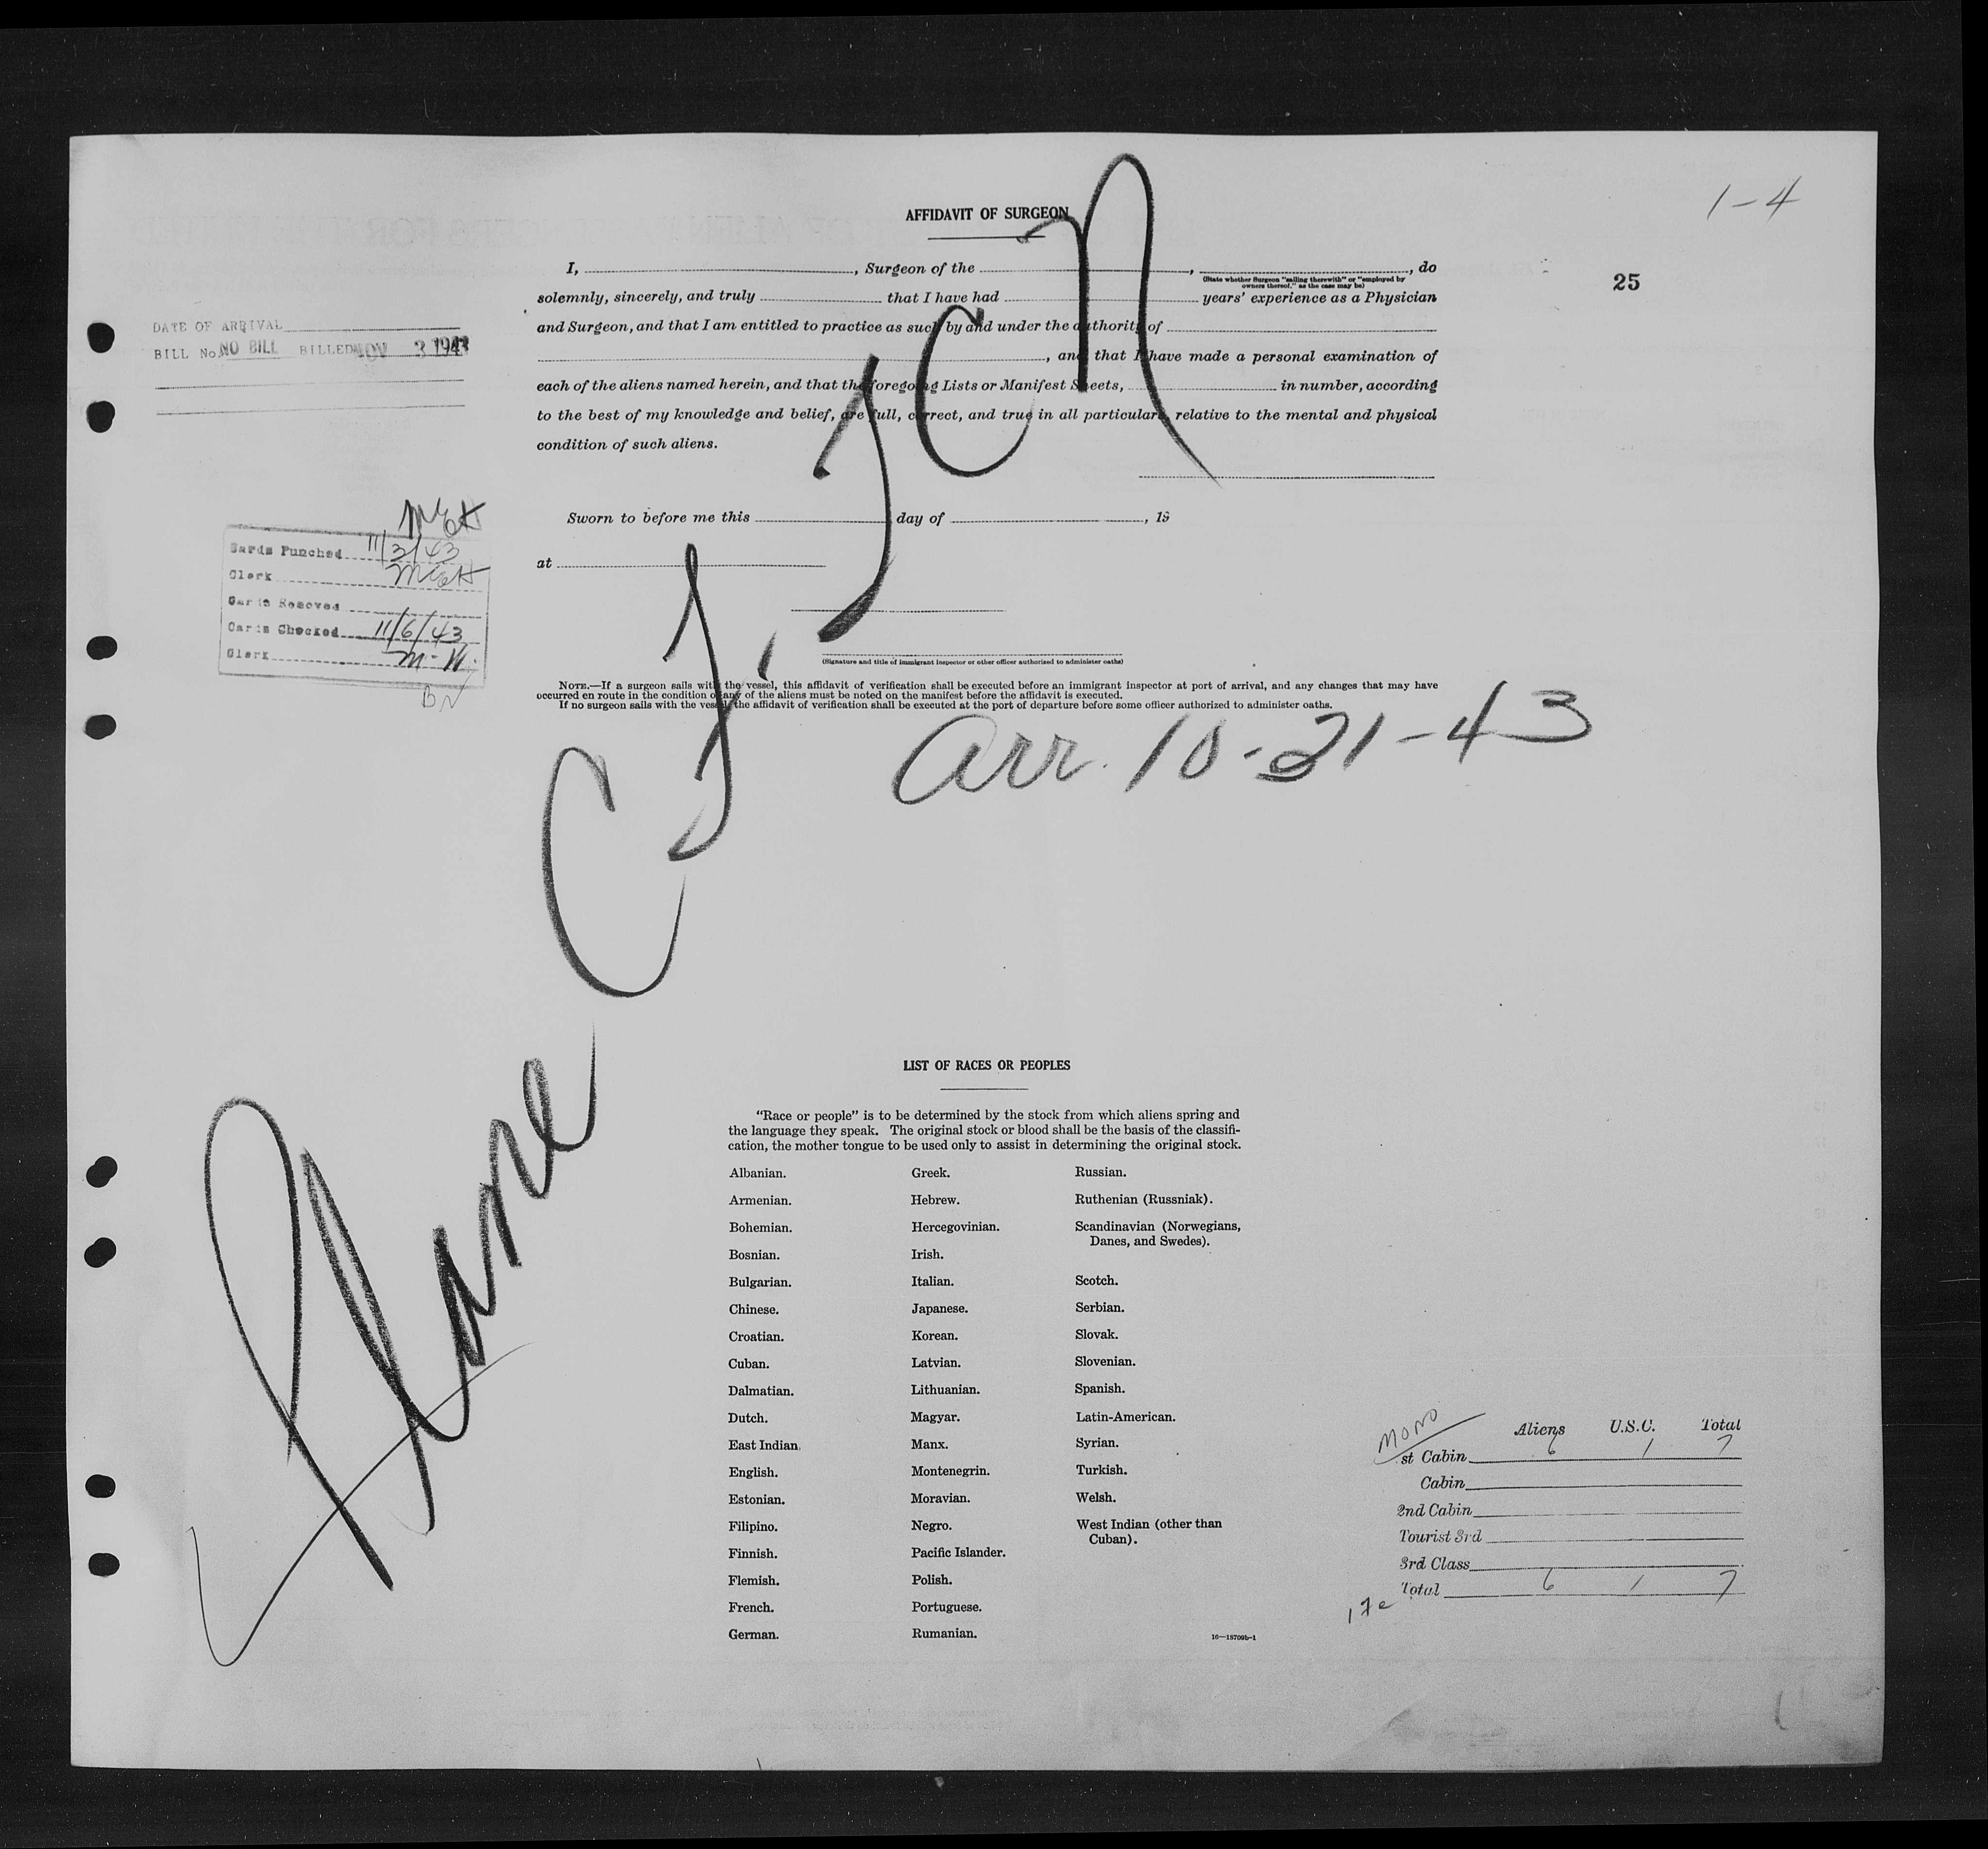 1-4
AFFIDAVIT OF SURGEON
25
I, , Surgeon of the , , do
(State whether Surgeon "sailing therewith" or "employed by
owners thereof," as the case may be)
solemnly, sincerely, and truly that I have had years' experience as a Physician
and Surgeon, and that I am entitled to practice as such by and under the authority of
, and that I have made a personal examination of
each of the aliens named herein, and that the foregoing Lists or Manifest Sheets, in number, according
to the best of my knowledge and belief, are full, correct, and true in all particulars relative to the mental and physical
condition of such aliens.
DATE OF ARRIVAL
BILL No. NO BILL BILLED NOV 3 1943
Sworn to before me this day of , 19
at
(Signature and title of immigrant inspector or other officer authorized to administer oaths)
Cards Punched 11/3/43
Clerk
Cards Removed
Cards Checked 11/6/43
Clerk M-W.
BN
NOTE.—If a surgeon sails with the vessel, this affidavit of verification shall be executed before an immigrant inspector at port of arrival, and any changes that may have
occurred en route in the condition of any of the aliens must be noted on the manifest before the affidavit is executed.
If no surgeon sails with the vessel the affidavit of verification shall be executed at the port of departure before some officer authorized to administer oaths.
Arr. 10-21-43
Plane
LIST OF RACES OR PEOPLES
"Race or people" is to be determined by the stock from which aliens spring and
the language they speak. The original stock or blood shall be the basis of the classifi-
cation, the mother tongue to be used only to assist in determining the original stock.
Albanian.
Armenian.
Bohemian.
Bosnian.
Bulgarian.
Chinese.
Croatian.
Cuban.
Dalmatian.
Dutch.
East Indian.
English.
Estonian.
Filipino.
Finnish.
Flemish.
French.
German.
Greek.
Hebrew.
Hercegovinian.
Irish.
Italian.
Japanese.
Korean.
Latvian.
Lithuanian.
Magyar.
Manx.
Montenegrin.
Moravian.
Negro.
Pacific Islander.
Polish.
Portuguese.
Rumanian.
Russian.
Ruthenian (Russniak).
Scandinavian (Norwegians,
Danes, and Swedes).
Scotch.
Serbian.
Slovak.
Slovenian.
Spanish.
Latin-American.
Syrian.
Turkish.
Welsh.
West Indian (other than
Cuban).
16—15709b-1
Aliens U.S.C. Total
st Cabin 6 1 7
Cabin
2nd Cabin
Tourist 3rd
3rd Class
Total 6 1 7